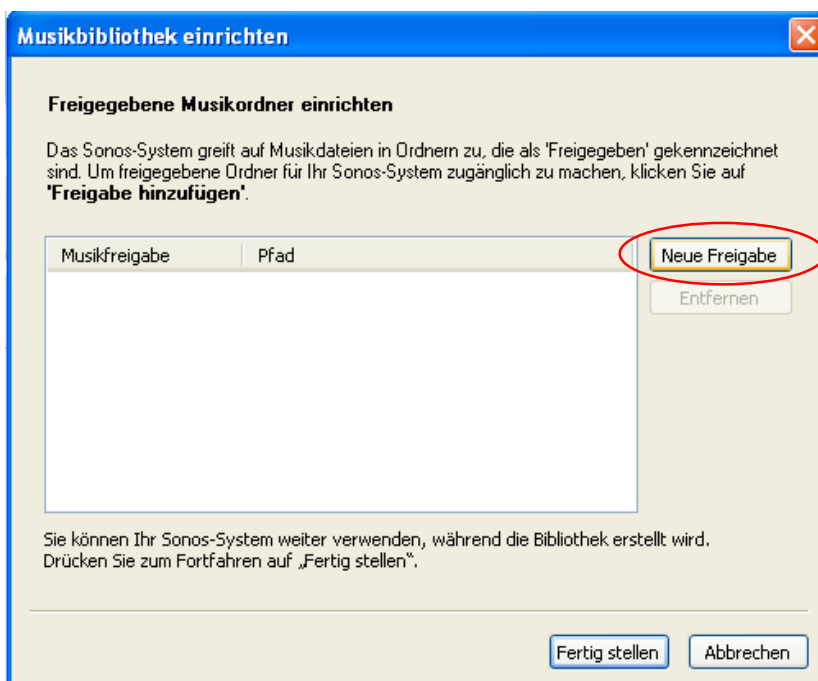 Musikbibliothek einrichten
Freigegebene Musikordner einrichten
Das Sonos-System greift auf Musikdateien in Ordnern zu, die als 'Freigegeben' gekennzeichnet
sind. Um freigegebene Ordner für Ihr Sonos-System zugänglich zu machen, klicken Sie auf
'Freigabe hinzufügen'.
Musikfreigabe Pfad
Neue Freigabe
Entfernen
Sie können Ihr Sonos-System weiter verwenden, während die Bibliothek erstellt wird.
Drücken Sie zum Fortfahren auf „Fertig stellen“.
Fertig stellen Abbrechen